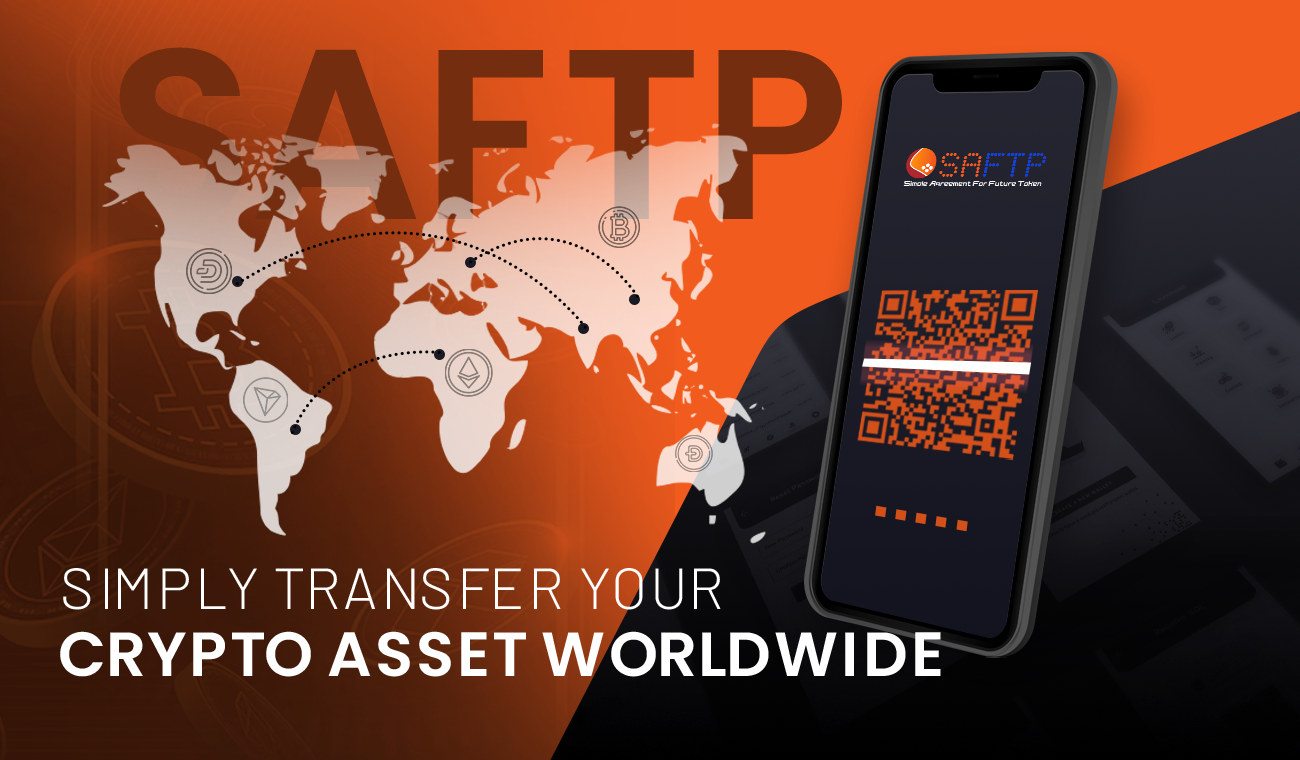 SAFTP
SAFTP
Simple Agreement For Future Token
SIMPLY TRANSFER YOUR
CRYPTO ASSET WORLDWIDE